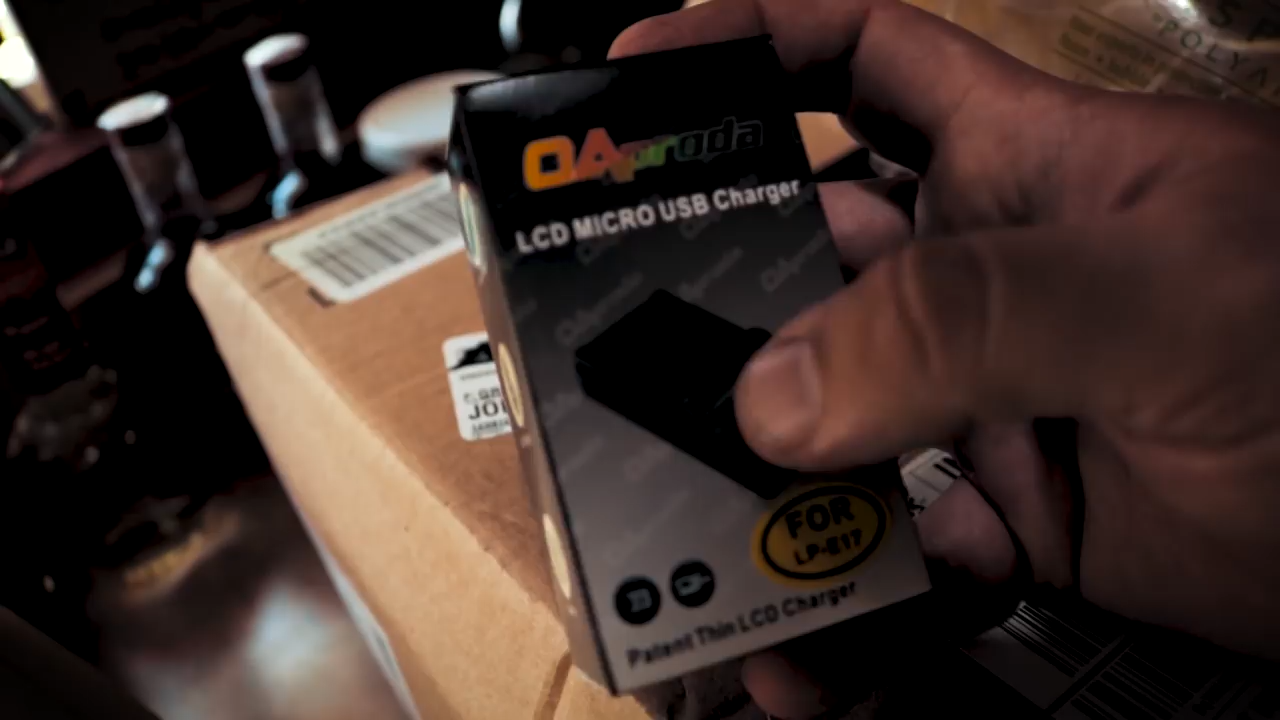 OAproda
LCD MICRO USB Charger
FOR
LP-E17
Patent Thin LCD Charger